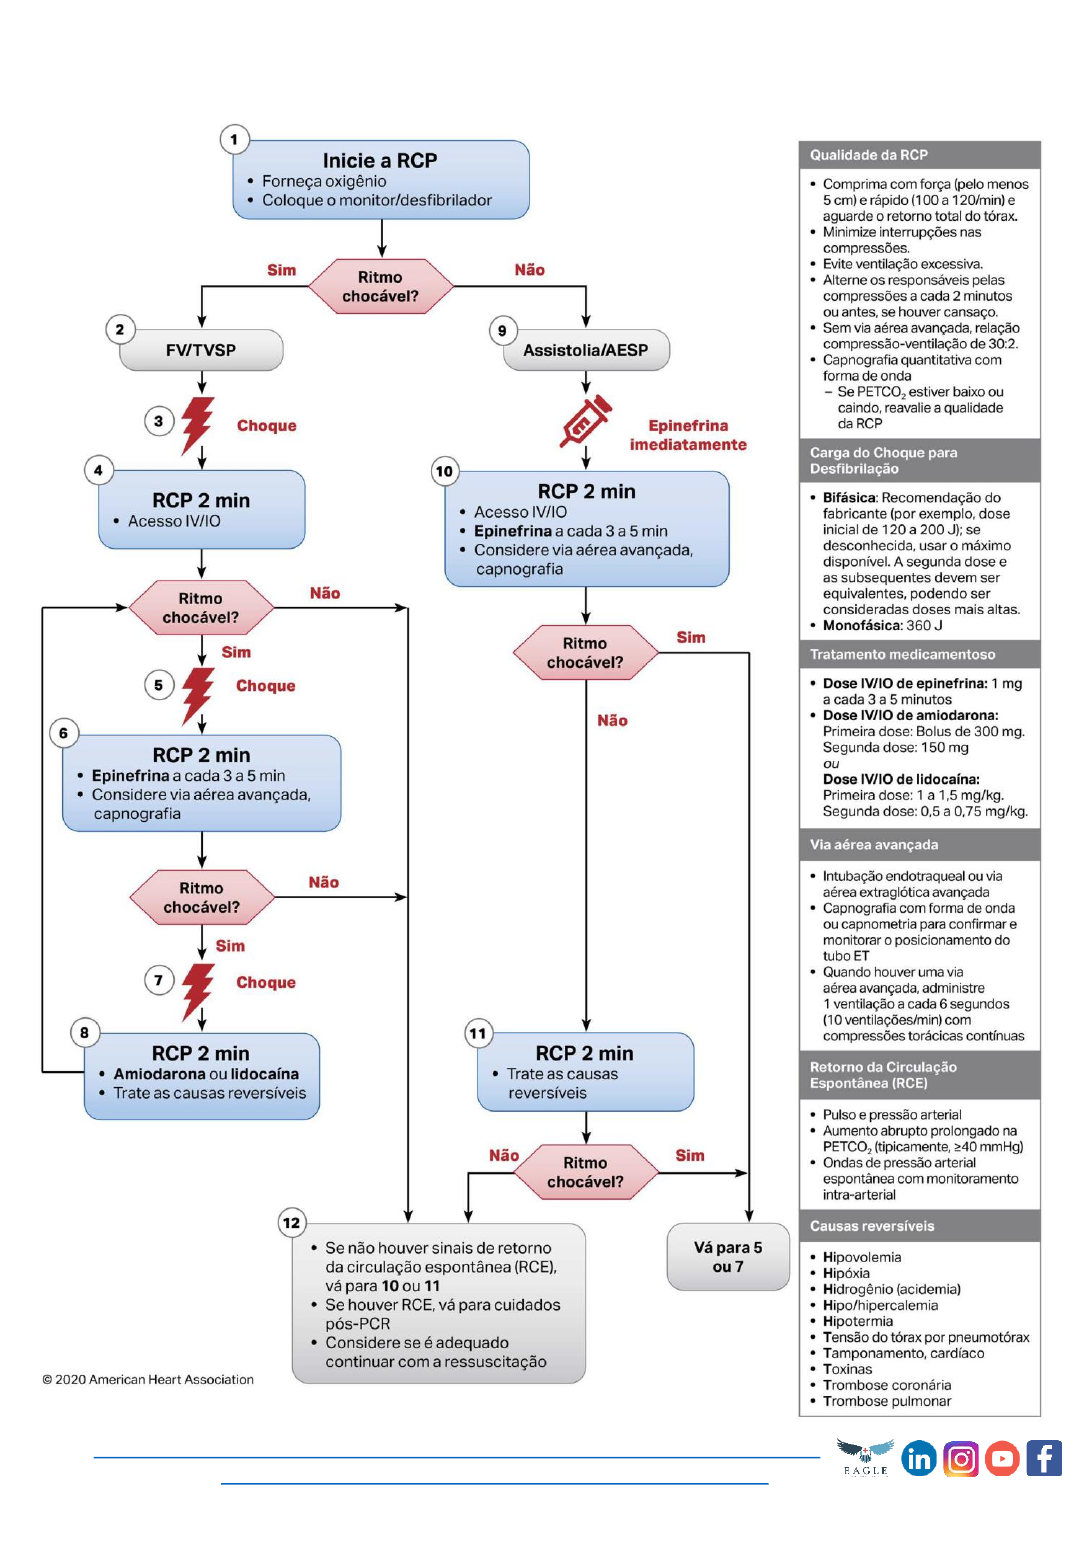 1
Inicie a RCP
• Forneça oxigênio
• Coloque o monitor/desfibrilador
Ritmo
chocável?
Sim
Não
2
FV/TVSP
3
Choque
4
RCP 2 min
• Acesso IV/IO
Ritmo
chocável?
Não
Sim
5
Choque
6
RCP 2 min
• Epinefrina a cada 3 a 5 min
• Considere via aérea avançada,
capnografia
Ritmo
chocável?
Não
Sim
7
Choque
8
RCP 2 min
• Amiodarona ou lidocaína
• Trate as causas reversíveis
9
Assistolia/AESP
Epinefrina
imediatamente
10
RCP 2 min
• Acesso IV/IO
• Epinefrina a cada 3 a 5 min
• Considere via aérea avançada,
capnografia
Ritmo
chocável?
Sim
Não
11
RCP 2 min
• Trate as causas
reversíveis
Não
Ritmo
chocável?
Sim
12
• Se não houver sinais de retorno
da circulação espontânea (RCE),
vá para 10 ou 11
• Se houver RCE, vá para cuidados
pós-PCR
• Considere se é adequado
continuar com a ressuscitação
Vá para 5
ou 7
© 2020 American Heart Association
Qualidade da RCP
• Comprima com força (pelo menos
5 cm) e rápido (100 a 120/min) e
aguarde o retorno total do tórax.
• Minimize interrupções nas
compressões.
• Evite ventilação excessiva.
• Alterne os responsáveis pelas
compressões a cada 2 minutos
ou antes, se houver cansaço.
• Sem via aérea avançada, relação
compressão-ventilação de 30:2.
• Capnografia quantitativa com
forma de onda
– Se PETCO₂ estiver baixo ou
caindo, reavalie a qualidade
da RCP
Carga do Choque para
Desfibrilação
• Bifásica: Recomendação do
fabricante (por exemplo, dose
inicial de 120 a 200 J); se
desconhecida, usar o máximo
disponível. A segunda dose e
as subsequentes devem ser
equivalentes, podendo ser
consideradas doses mais altas.
• Monofásica: 360 J
Tratamento medicamentoso
• Dose IV/IO de epinefrina: 1 mg
a cada 3 a 5 minutos
• Dose IV/IO de amiodarona:
Primeira dose: Bolus de 300 mg.
Segunda dose: 150 mg
ou
Dose IV/IO de lidocaína:
Primeira dose: 1 a 1,5 mg/kg.
Segunda dose: 0,5 a 0,75 mg/kg.
Via aérea avançada
• Intubação endotraqueal ou via
aérea extraglótica avançada
• Capnografia com forma de onda
ou capnometria para confirmar e
monitorar o posicionamento do
tubo ET
• Quando houver uma via
aérea avançada, administre
1 ventilação a cada 6 segundos
(10 ventilações/min) com
compressões torácicas contínuas
Retorno da Circulação
Espontânea (RCE)
• Pulso e pressão arterial
• Aumento abrupto prolongado na
PETCO₂ (tipicamente, ≥40 mmHg)
• Ondas de pressão arterial
espontânea com monitoramento
intra-arterial
Causas reversíveis
• Hipovolemia
• Hipóxia
• Hidrogênio (acidemia)
• Hipo/hipercalemia
• Hipotermia
• Tensão do tórax por pneumotórax
• Tamponamento, cardíaco
• Toxinas
• Trombose coronária
• Trombose pulmonar
EAGLE
in
f